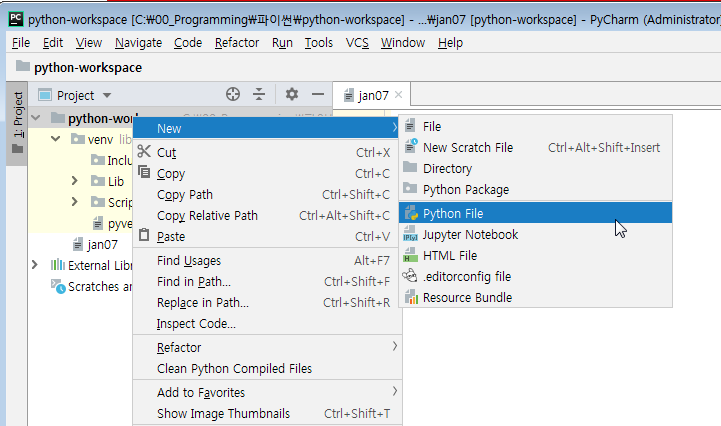 python-workspace [C:₩00_Programming₩파이썬₩python-workspace] - ...₩jan07 [python-workspace] - PyCharm (Administrator)
File Edit View Navigate Code Refactor Run Tools VCS Window Help
python-workspace
1: Project
Project
jan07
python-wor
venv
lib
Inclu
Lib
Scrip
pyve
jan07
External Libr
Scratches an
New
Cut Ctrl+X
Copy Ctrl+C
Copy Path Ctrl+Shift+C
Copy Relative Path Ctrl+Alt+Shift+C
Paste Ctrl+V
Find Usages Alt+F7
Find in Path... Ctrl+Shift+F
Replace in Path... Ctrl+Shift+R
Inspect Code...
Refactor
Clean Python Compiled Files
Add to Favorites
Show Image Thumbnails Ctrl+Shift+T
File
New Scratch File Ctrl+Alt+Shift+Insert
Directory
Python Package
Python File
Jupyter Notebook
HTML File
.editorconfig file
Resource Bundle